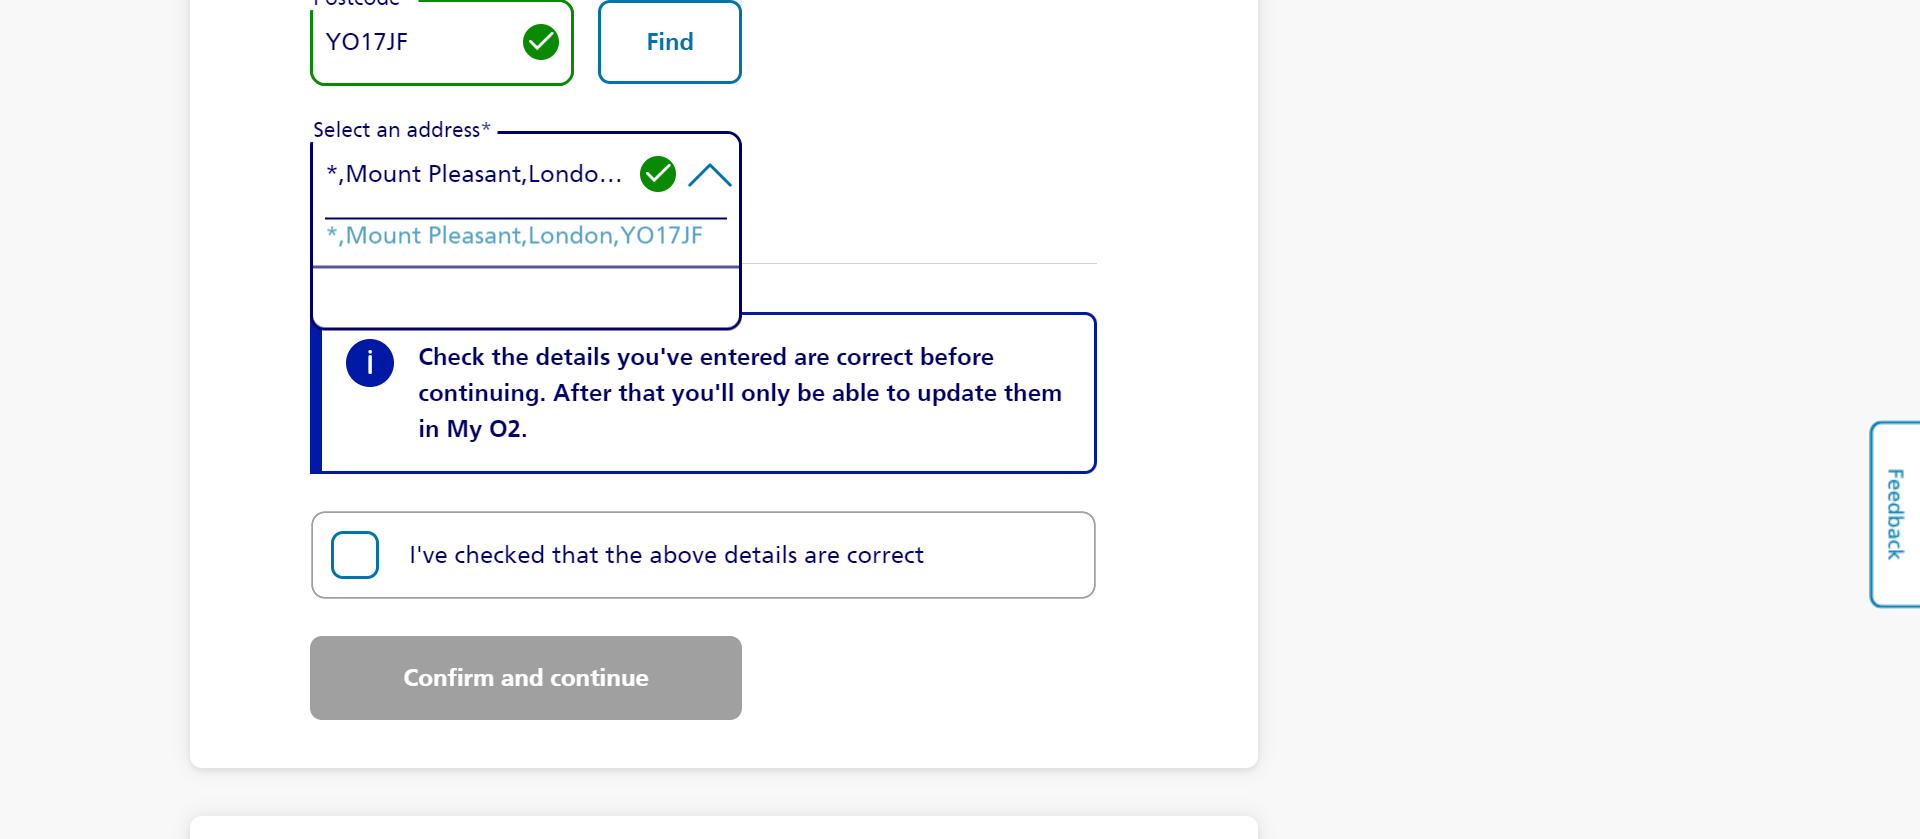 Postcode
YO17JF
Find
Select an address*
*,Mount Pleasant,Londo...
*,Mount Pleasant,London,YO17JF
i
Check the details you've entered are correct before
continuing. After that you'll only be able to update them
in My O2.
I've checked that the above details are correct
Confirm and continue
Feedback